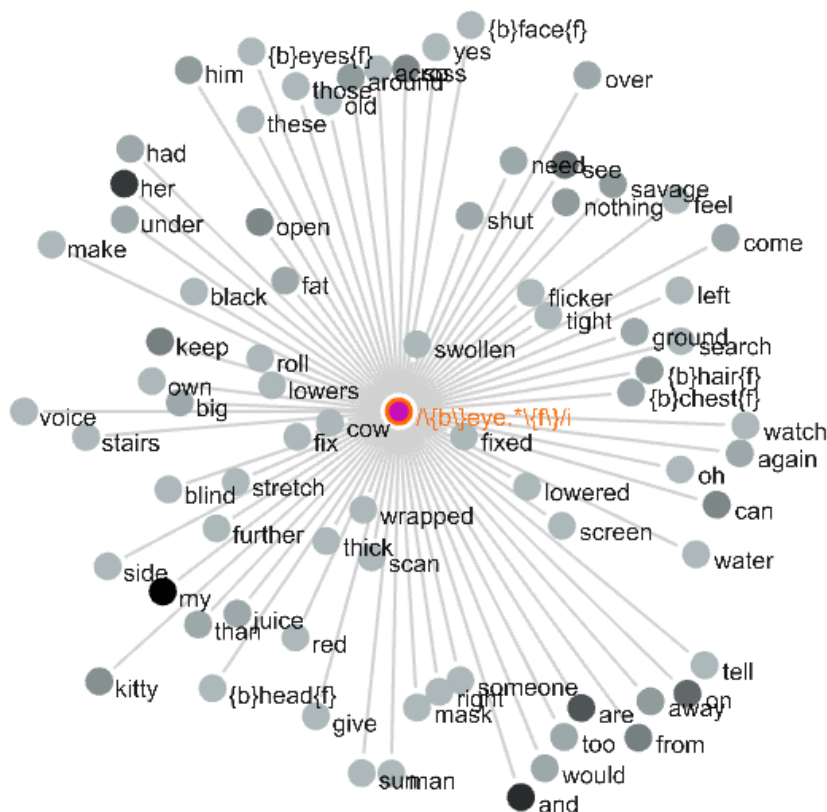 {b}face{f}
yes
{b}eyes{f}
him
across
around
over
those
old
these
had
need
see
her
savage
under
open
shut
nothing
feel
make
come
fat
black
flicker
left
tight
ground
search
keep
swollen
roll
{b}hair{f}
own
lowers
{b}chest{f}
big
voice
cow
/\{b\}eye.*\{f\}/i
watch
stairs
fix
fixed
again
oh
blind
stretch
lowered
can
wrapped
further
screen
thick
scan
water
side
my
juice
than
red
tell
kitty
{b}head{f}
someone
right
on
away
give
mask
are
too
from
sun
man
would
and